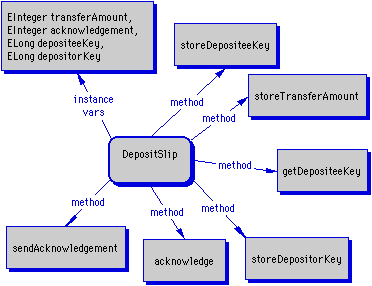 EInteger transferAmount,
EInteger acknowledgement,
ELong depositeeKey,
ELong depositorKey
storeDepositeeKey
storeTransferAmount
instance
vars
method
method
DepositSlip
method
getDepositeeKey
method
method
method
sendAcknowledgement
acknowledge
storeDepositorKey